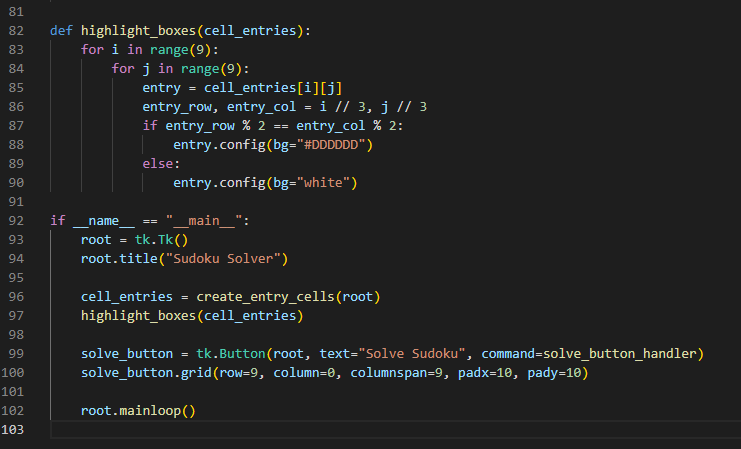 81
82 def highlight_boxes(cell_entries):
83     for i in range(9):
84         for j in range(9):
85             entry = cell_entries[i][j]
86             entry_row, entry_col = i // 3, j // 3
87             if entry_row % 2 == entry_col % 2:
88                 entry.config(bg="#DDDDDD")
89             else:
90                 entry.config(bg="white")
91
92 if __name__ == "__main__":
93     root = tk.Tk()
94     root.title("Sudoku Solver")
95
96     cell_entries = create_entry_cells(root)
97     highlight_boxes(cell_entries)
98
99     solve_button = tk.Button(root, text="Solve Sudoku", command=solve_button_handler)
100     solve_button.grid(row=9, column=0, columnspan=9, padx=10, pady=10)
101
102     root.mainloop()
103